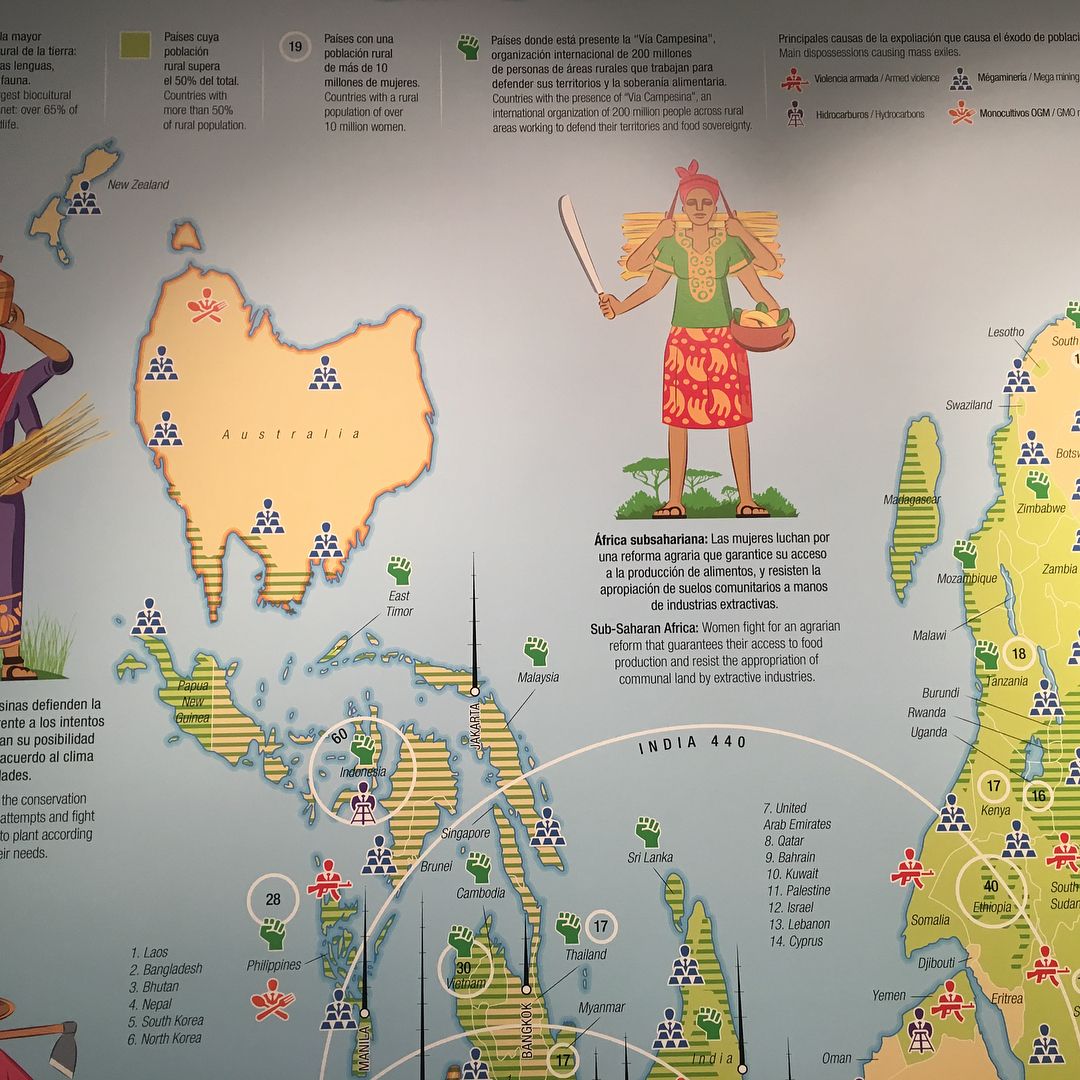 la mayor
ural de la tierra:
as lenguas,
fauna.
gest biocultural
net: over 65% of
dlife.
Países cuya
población
rural supera
el 50% del total.
Countries with
more than 50%
of rural population.
19
Países con una
población rural
de más de 10
millones de mujeres.
Countries with a rural
population of over
10 million women.
Países donde está presente la "Vía Campesina",
organización internacional de 200 millones
de personas de áreas rurales que trabajan para
defender sus territorios y la soberanía alimentaria.
Countries with the presence of "Via Campesina", an
international organization of 200 million people across rural
areas working to defend their territories and food sovereignty.
Principales causas de la expoliación que causa el éxodo de poblaci
Main dispossessions causing mass exiles.
Violencia armada / Armed violence
Mégaminería / Mega mining
Hidrocarburos / Hydrocarbons
Monocultivos OGM / GMO
New Zealand
Australia
East
Timor
Malaysia
Papua
New
Guinea
JAKARTA
60
Indonesia
Singapore
Brunei
Cambodia
28
Philippines
MANILA
30
Vietnam
BANGKOK
17
Thailand
Myanmar
17
Sri Lanka
India
INDIA 440
África subsahariana: Las mujeres luchan por
una reforma agraria que garantice su acceso
a la producción de alimentos, y resisten la
apropiación de suelos comunitarios a manos
de industrias extractivas.
Sub-Saharan Africa: Women fight for an agrarian
reform that guarantees their access to food
production and resist the appropriation of
communal land by extractive industries.
sinas defienden la
ente a los intentos
an su posibilidad
acuerdo al clima
dades.
the conservation
attempts and fight
to plant according
eir needs.
1. Laos
2. Bangladesh
3. Bhutan
4. Nepal
5. South Korea
6. North Korea
7. United
Arab Emirates
8. Qatar
9. Bahrain
10. Kuwait
11. Palestine
12. Israel
13. Lebanon
14. Cyprus
Lesotho
South
Swaziland
Botsw
Madagascar
Zimbabwe
Mozambique
Zambia
Malawi
18
Tanzania
Burundi
Rwanda
Uganda
17
Kenya
16
40
Ethiopia
South
Sudan
Somalia
Djibouti
Yemen
Eritrea
Oman